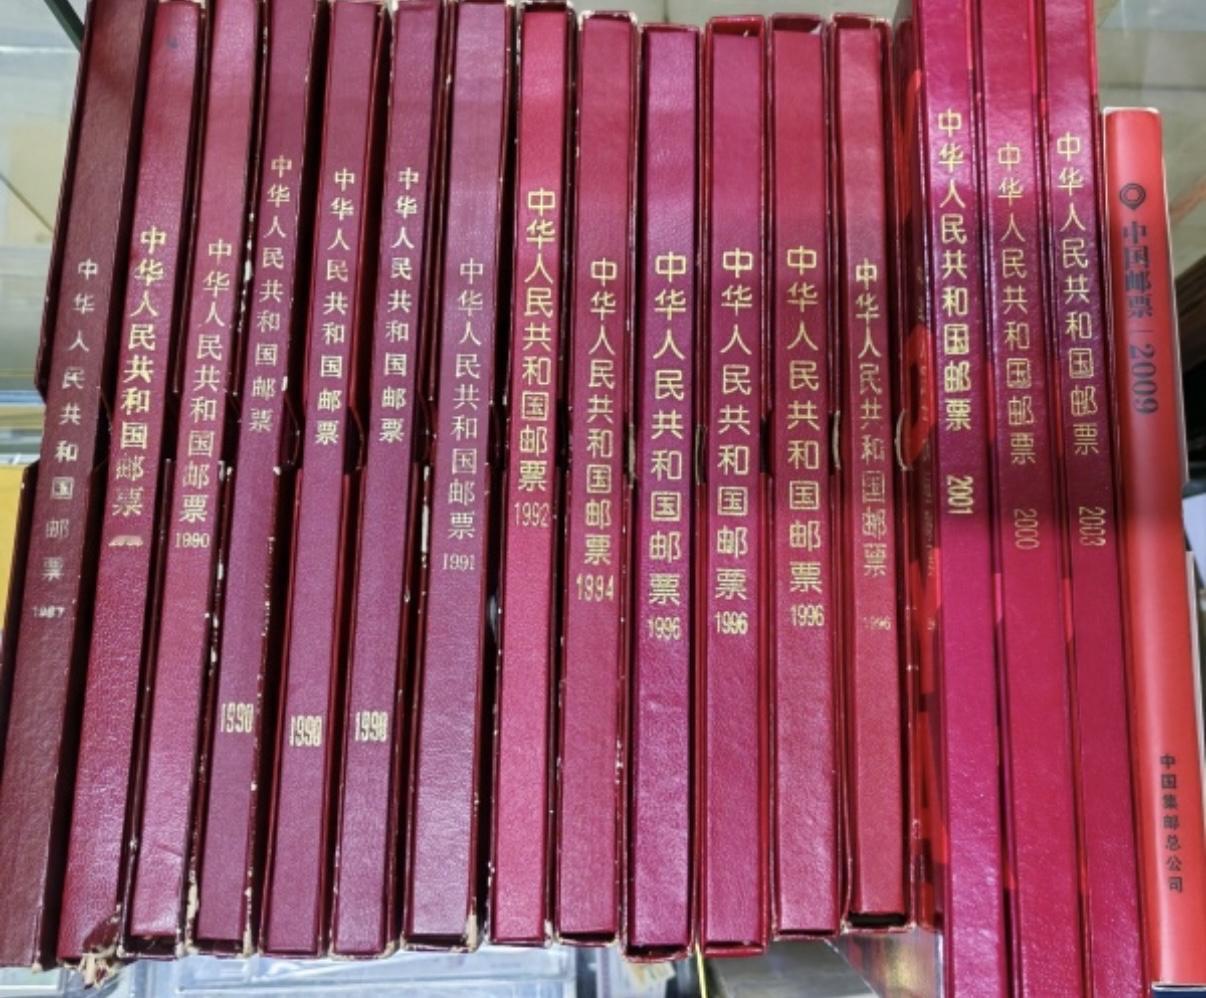 中华人民共和国邮票 1987
中华人民共和国邮票
中华人民共和国邮票 1990
中华人民共和国邮票 1990
中华人民共和国邮票 1990
中华人民共和国邮票 1990
中华人民共和国邮票 1991
中华人民共和国邮票 1992
中华人民共和国邮票 1994
中华人民共和国邮票 1996
中华人民共和国邮票 1996
中华人民共和国邮票 1996
中华人民共和国邮票 1996
中华人民共和国邮票 2001
中华人民共和国邮票 2000
中华人民共和国邮票 2003
中国邮票 | 2009
中国集邮总公司